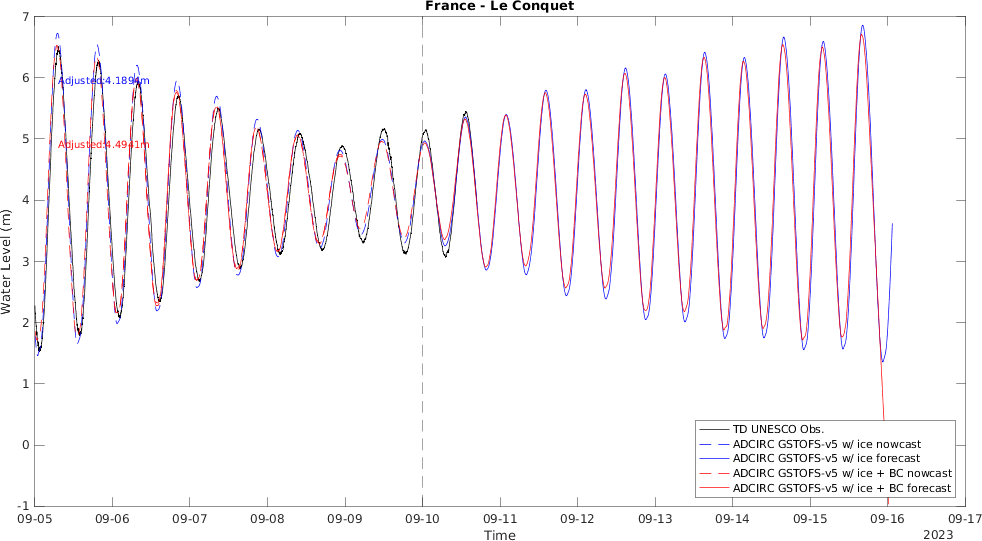 France - Le Conquet
7
6
5
4
3
2
1
0
-1
Water Level (m)
Adjusted:4.1894m
Adjusted:4.4941m
TD UNESCO Obs.
ADCIRC GSTOFS-v5 w/ ice nowcast
ADCIRC GSTOFS-v5 w/ ice forecast
ADCIRC GSTOFS-v5 w/ ice + BC nowcast
ADCIRC GSTOFS-v5 w/ ice + BC forecast
09-05 09-06 09-07 09-08 09-09 09-10 09-11 09-12 09-13 09-14 09-15 09-16 09-17
Time
2023